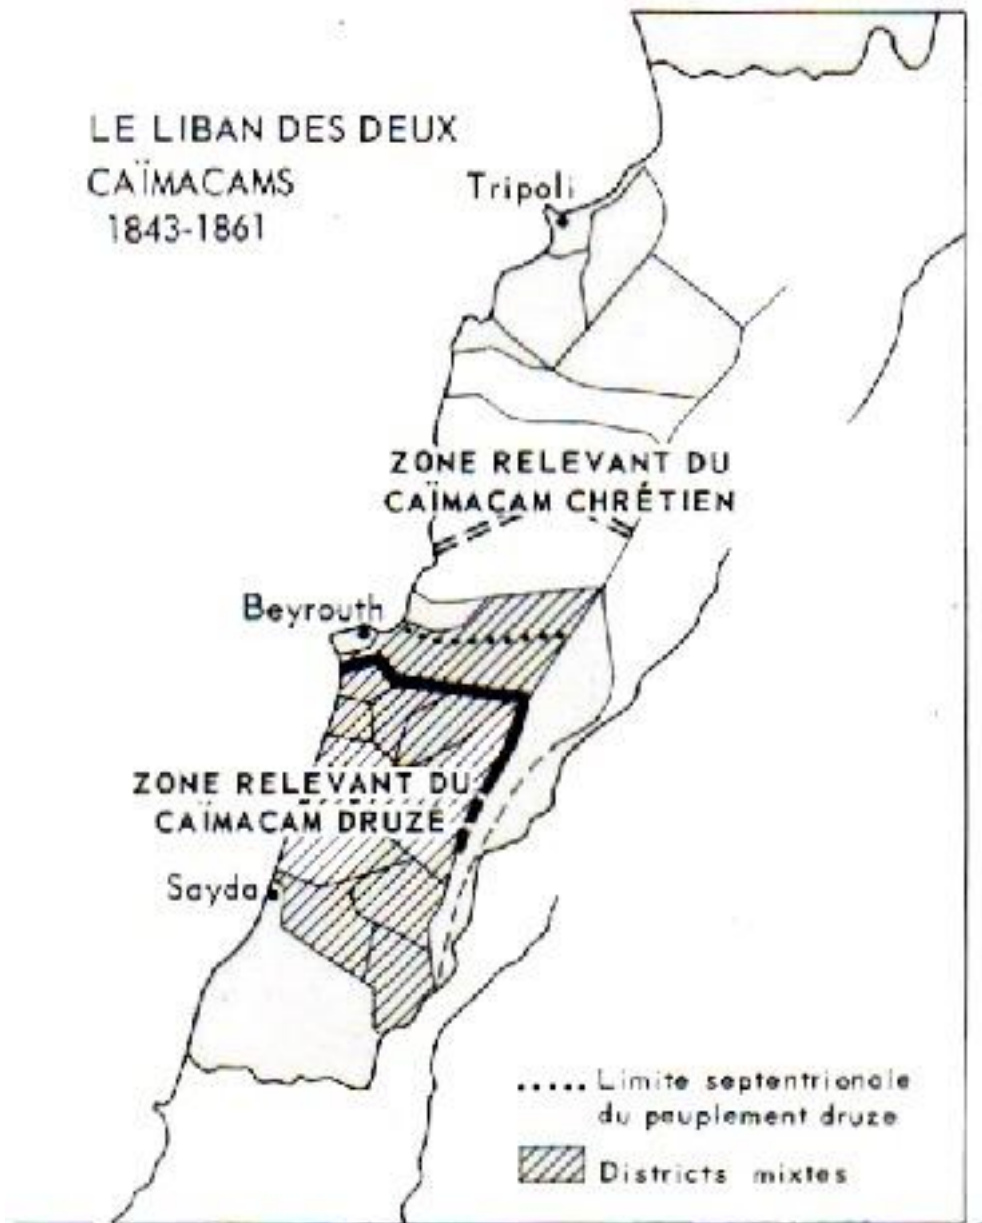 LE LIBAN DES DEUX
CAÏMACAMS
1843-1861
Tripoli
ZONE RELEVANT DU
CAÏMACAM CHRÉTIEN
Beyrouth
ZONE RELEVANT DU
CAÏMACAM DRUZE
Sayda
..... Limite septentrionale
du peuplement druze
Districts mixtes